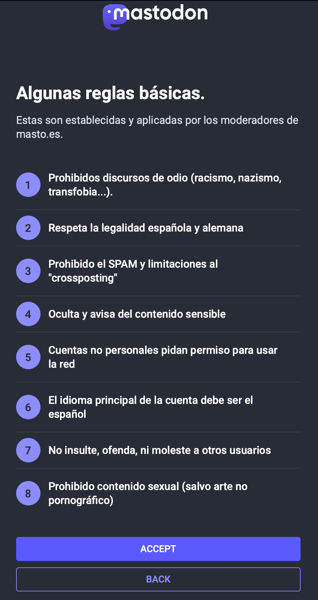 mastodon
Algunas reglas básicas.
Estas son establecidas y aplicadas por los moderadores de
masto.es.
1
Prohibidos discursos de odio (racismo, nazismo,
transfobia...).
2
Respeta la legalidad española y alemana
3
Prohibido el SPAM y limitaciones al
"crossposting"
4
Oculta y avisa del contenido sensible
5
Cuentas no personales pidan permiso para usar
la red
6
El idioma principal de la cuenta debe ser el
español
7
No insulte, ofenda, ni moleste a otros usuarios
8
Prohibido contenido sexual (salvo arte no
pornográfico)
ACCEPT
BACK